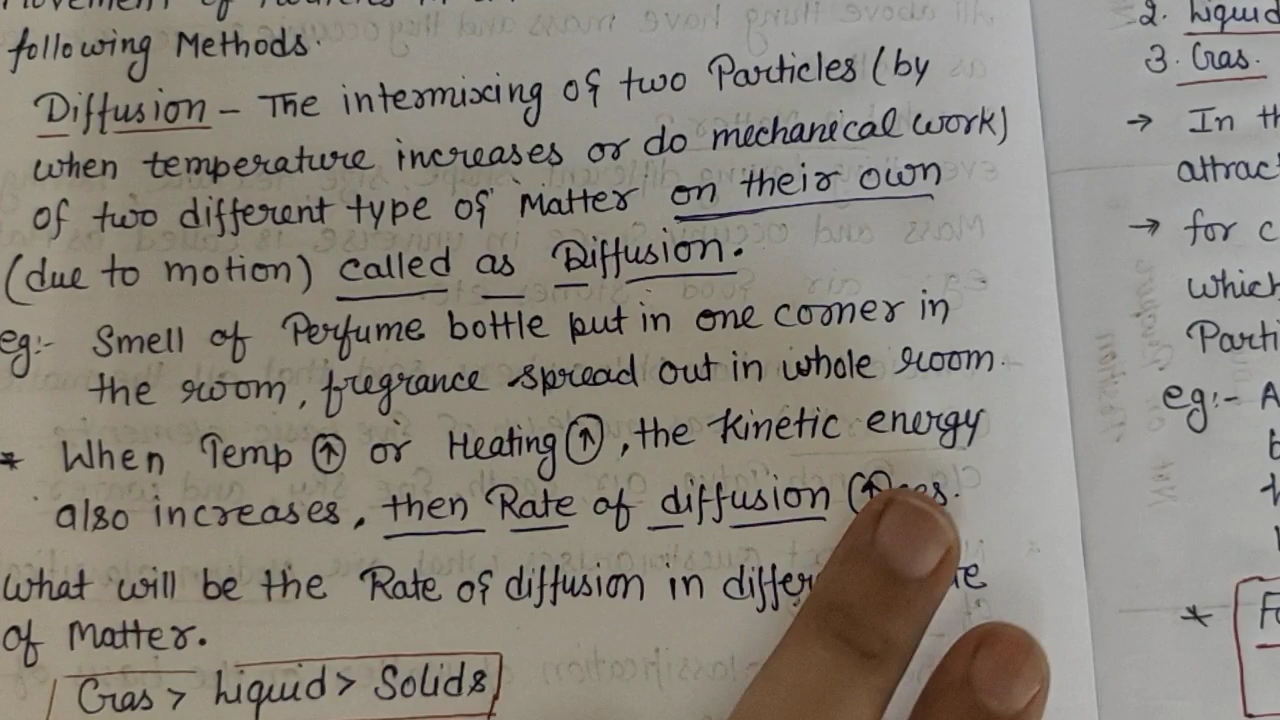 following Methods.
Diffusion - The intermixing of two Particles (by
when temperature increases or do mechanical work)
of two different type of Matter on their own
(due to motion) called as Diffusion.
eg:- Smell of Perfume bottle put in one corner in
the room, fregrance spread out in whole room.
* When Temp ↑ or Heating ↑, the kinetic energy
also increases, then Rate of diffusion (↑)ses.
What will be the Rate of diffusion in
of Matter.
Gas > Liquid > Solids
2. Liquid
3. Gas.
→ In
→ for
which
eg:- A
*